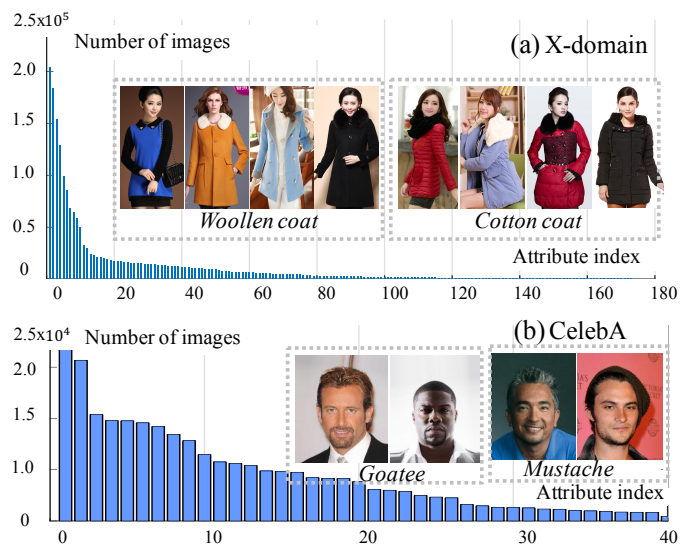 2.5x10⁵
Number of images
(a) X-domain
2.0
1.5
1.0
0.5
0
Woollen coat
Cotton coat
Attribute index
0 20 40 60 80 100 120 140 160 180
2.5x10⁴
Number of images
(b) CelebA
2.0
1.5
1.0
0.5
0
Goatee
Mustache
Attribute index
0 10 20 30 40